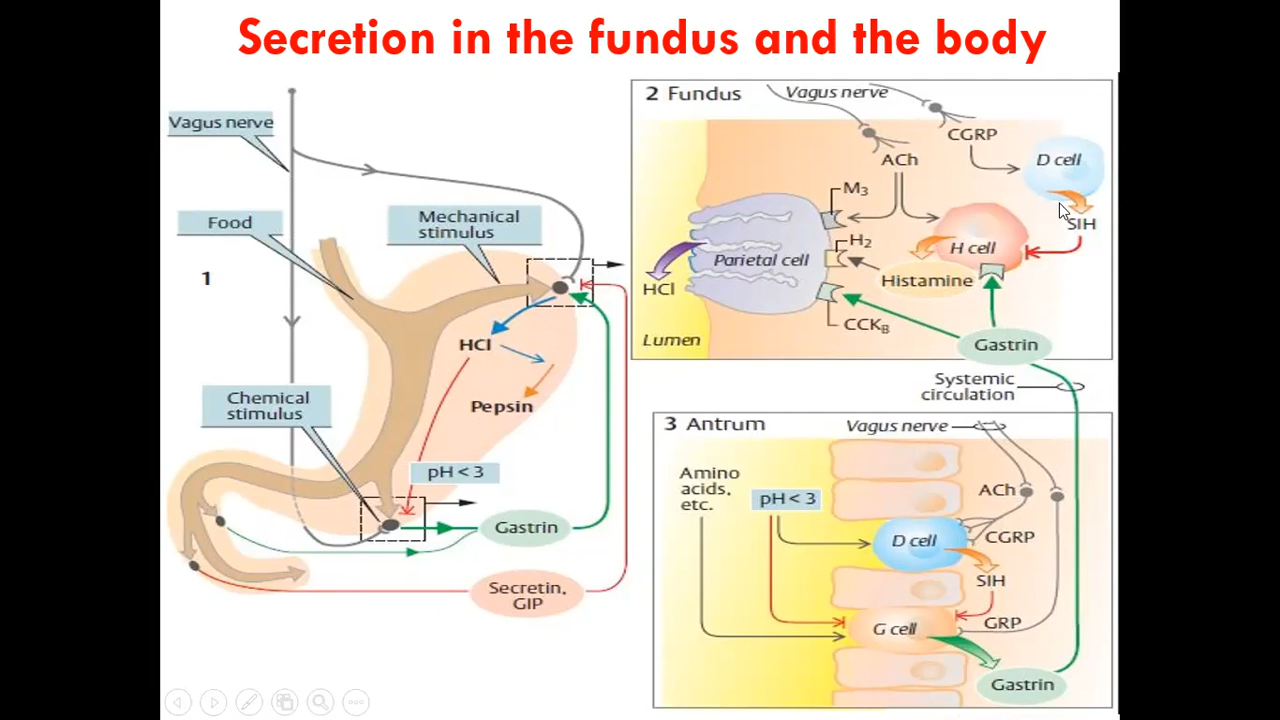 Secretion in the fundus and the body
Vagus nerve
Food
Mechanical
stimulus
1
HCl
Pepsin
Chemical
stimulus
pH < 3
Gastrin
Secretin,
GIP
2 Fundus
Vagus nerve
CGRP
ACh
D cell
M3
SIH
H2
H cell
Parietal cell
Histamine
HCl
CCKB
Lumen
Gastrin
Systemic
circulation
3 Antrum
Vagus nerve
Amino
acids,
etc.
pH < 3
ACh
D cell
CGRP
SIH
G cell
GRP
Gastrin